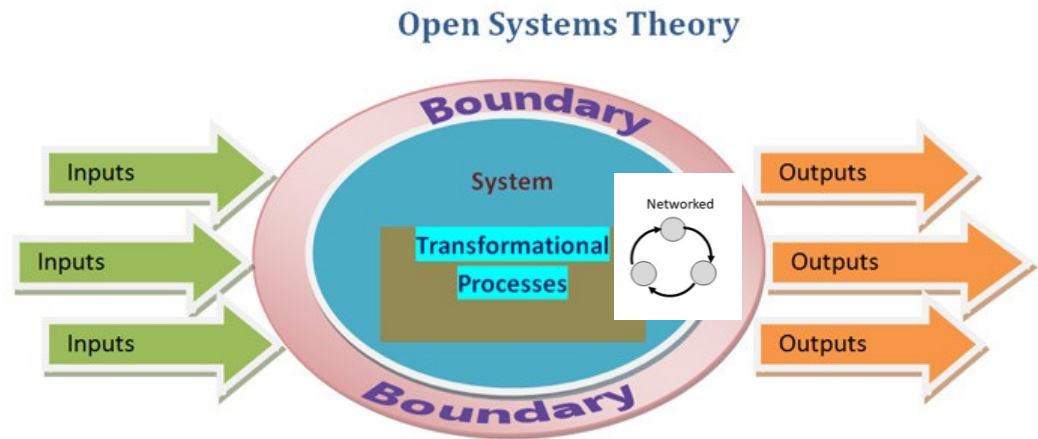 Open Systems Theory
Boundary
Inputs
Outputs
System
Networked
Transformational
Processes
Inputs
Outputs
Inputs
Outputs
Boundary